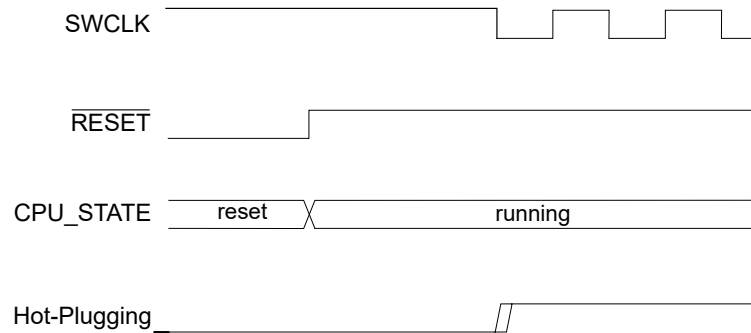 SWCLK
RESET
CPU_STATE reset running
Hot-Plugging